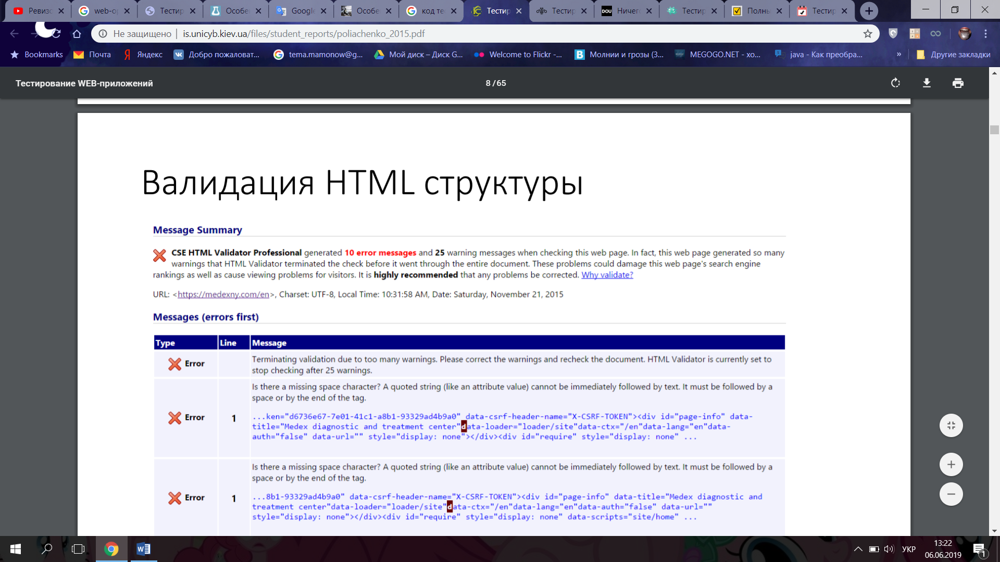 Ревизо
web-ор
Тестир
Особе
Google
Особе
код те
Тестир
Тестир
DOU
Ничего
Тестир
Полны
Тестир
Не защищено | is.unicyb.kiev.ua/files/student_reports/poliachenko_2015.pdf
Bookmarks
Почта
Яндекс
Добро пожаловат...
tema.mamonow@g...
Мой диск – Диск G...
Welcome to Flickr -...
Молнии и грозы (3...
MEGOGO.NET - хо...
java - Как преобра...
»
Другие закладки
Тестирование WEB-приложений
8 / 65
Валидация HTML структуры
Message Summary
CSE HTML Validator Professional generated 10 error messages and 25 warning messages when checking this web page. In fact, this web page generated so many
warnings that HTML Validator terminated the check before it went through the entire document. These problems could damage this web page's search engine
rankings as well as cause viewing problems for visitors. It is highly recommended that any problems be corrected. Why validate?
URL: <https://medexny.com/en>, Charset: UTF-8, Local Time: 10:31:58 AM, Date: Saturday, November 21, 2015
Messages (errors first)
Type Line Message
Error
Terminating validation due to too many warnings. Please correct the warnings and recheck the document. HTML Validator is currently set to
stop checking after 25 warnings.
Error 1
Is there a missing space character? A quoted string (like an attribute value) cannot be immediately followed by text. It must be followed by a
space or by the end of the tag.
...ken="d6736e67-7e01-41c1-a8b1-93329ad4b9a0" data-csrf-header-name="X-CSRF-TOKEN"><div id="page-info" data-
title="Medex diagnostic and treatment center"data-loader="loader/site"data-ctx="/en"data-lang="en"data-
auth="false" data-url="" style="display: none"></div><div id="require" style="display: none" ...
Error 1
Is there a missing space character? A quoted string (like an attribute value) cannot be immediately followed by text. It must be followed by a
space or by the end of the tag.
...8b1-93329ad4b9a0" data-csrf-header-name="X-CSRF-TOKEN"><div id="page-info" data-title="Medex diagnostic and
treatment center"data-loader="loader/site"data-ctx="/en"data-lang="en"data-auth="false" data-url=""
style="display: none"></div><div id="require" style="display: none" data-scripts="site/home" ...
УКР
13:22
06.06.2019
1